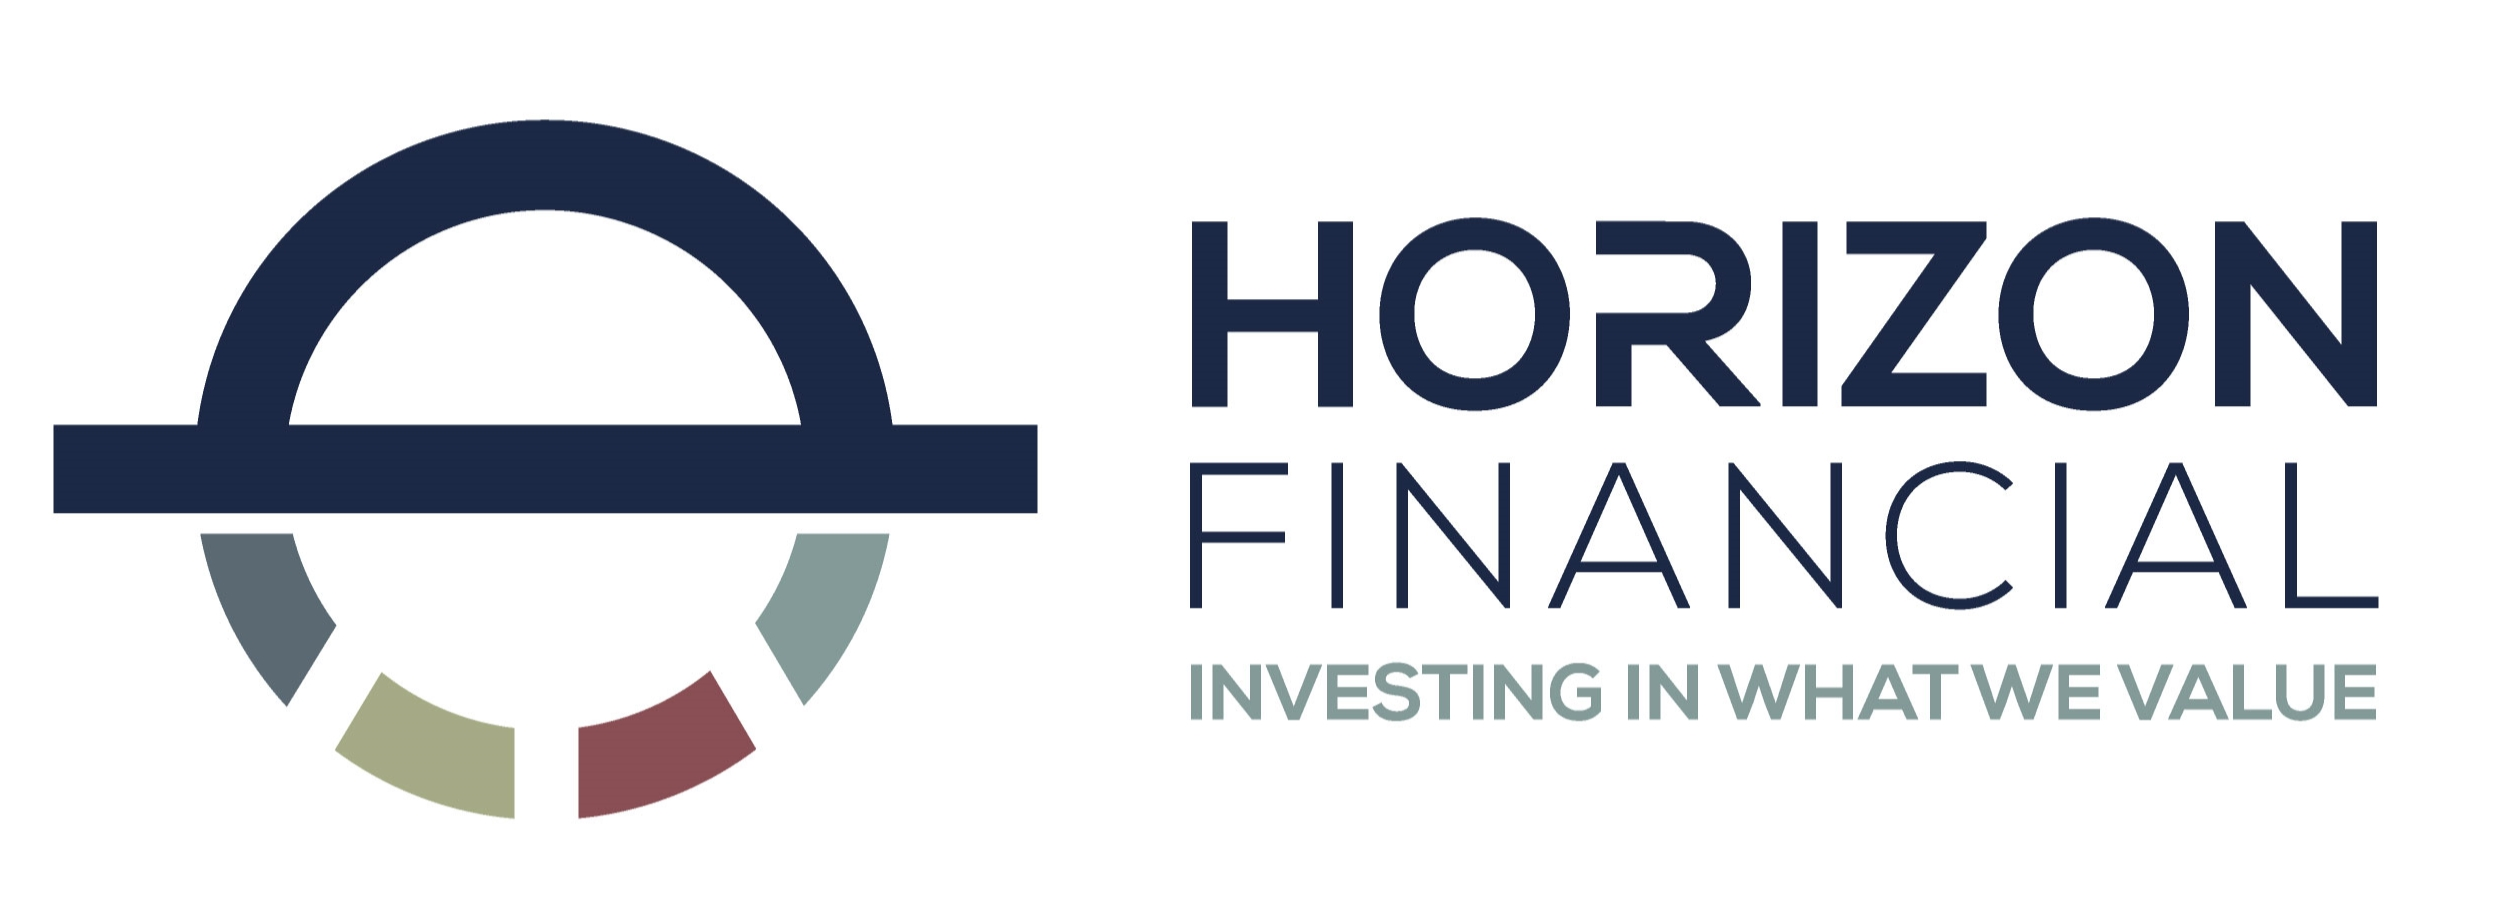 HORIZON
FINANCIAL
INVESTING IN WHAT WE VALUE